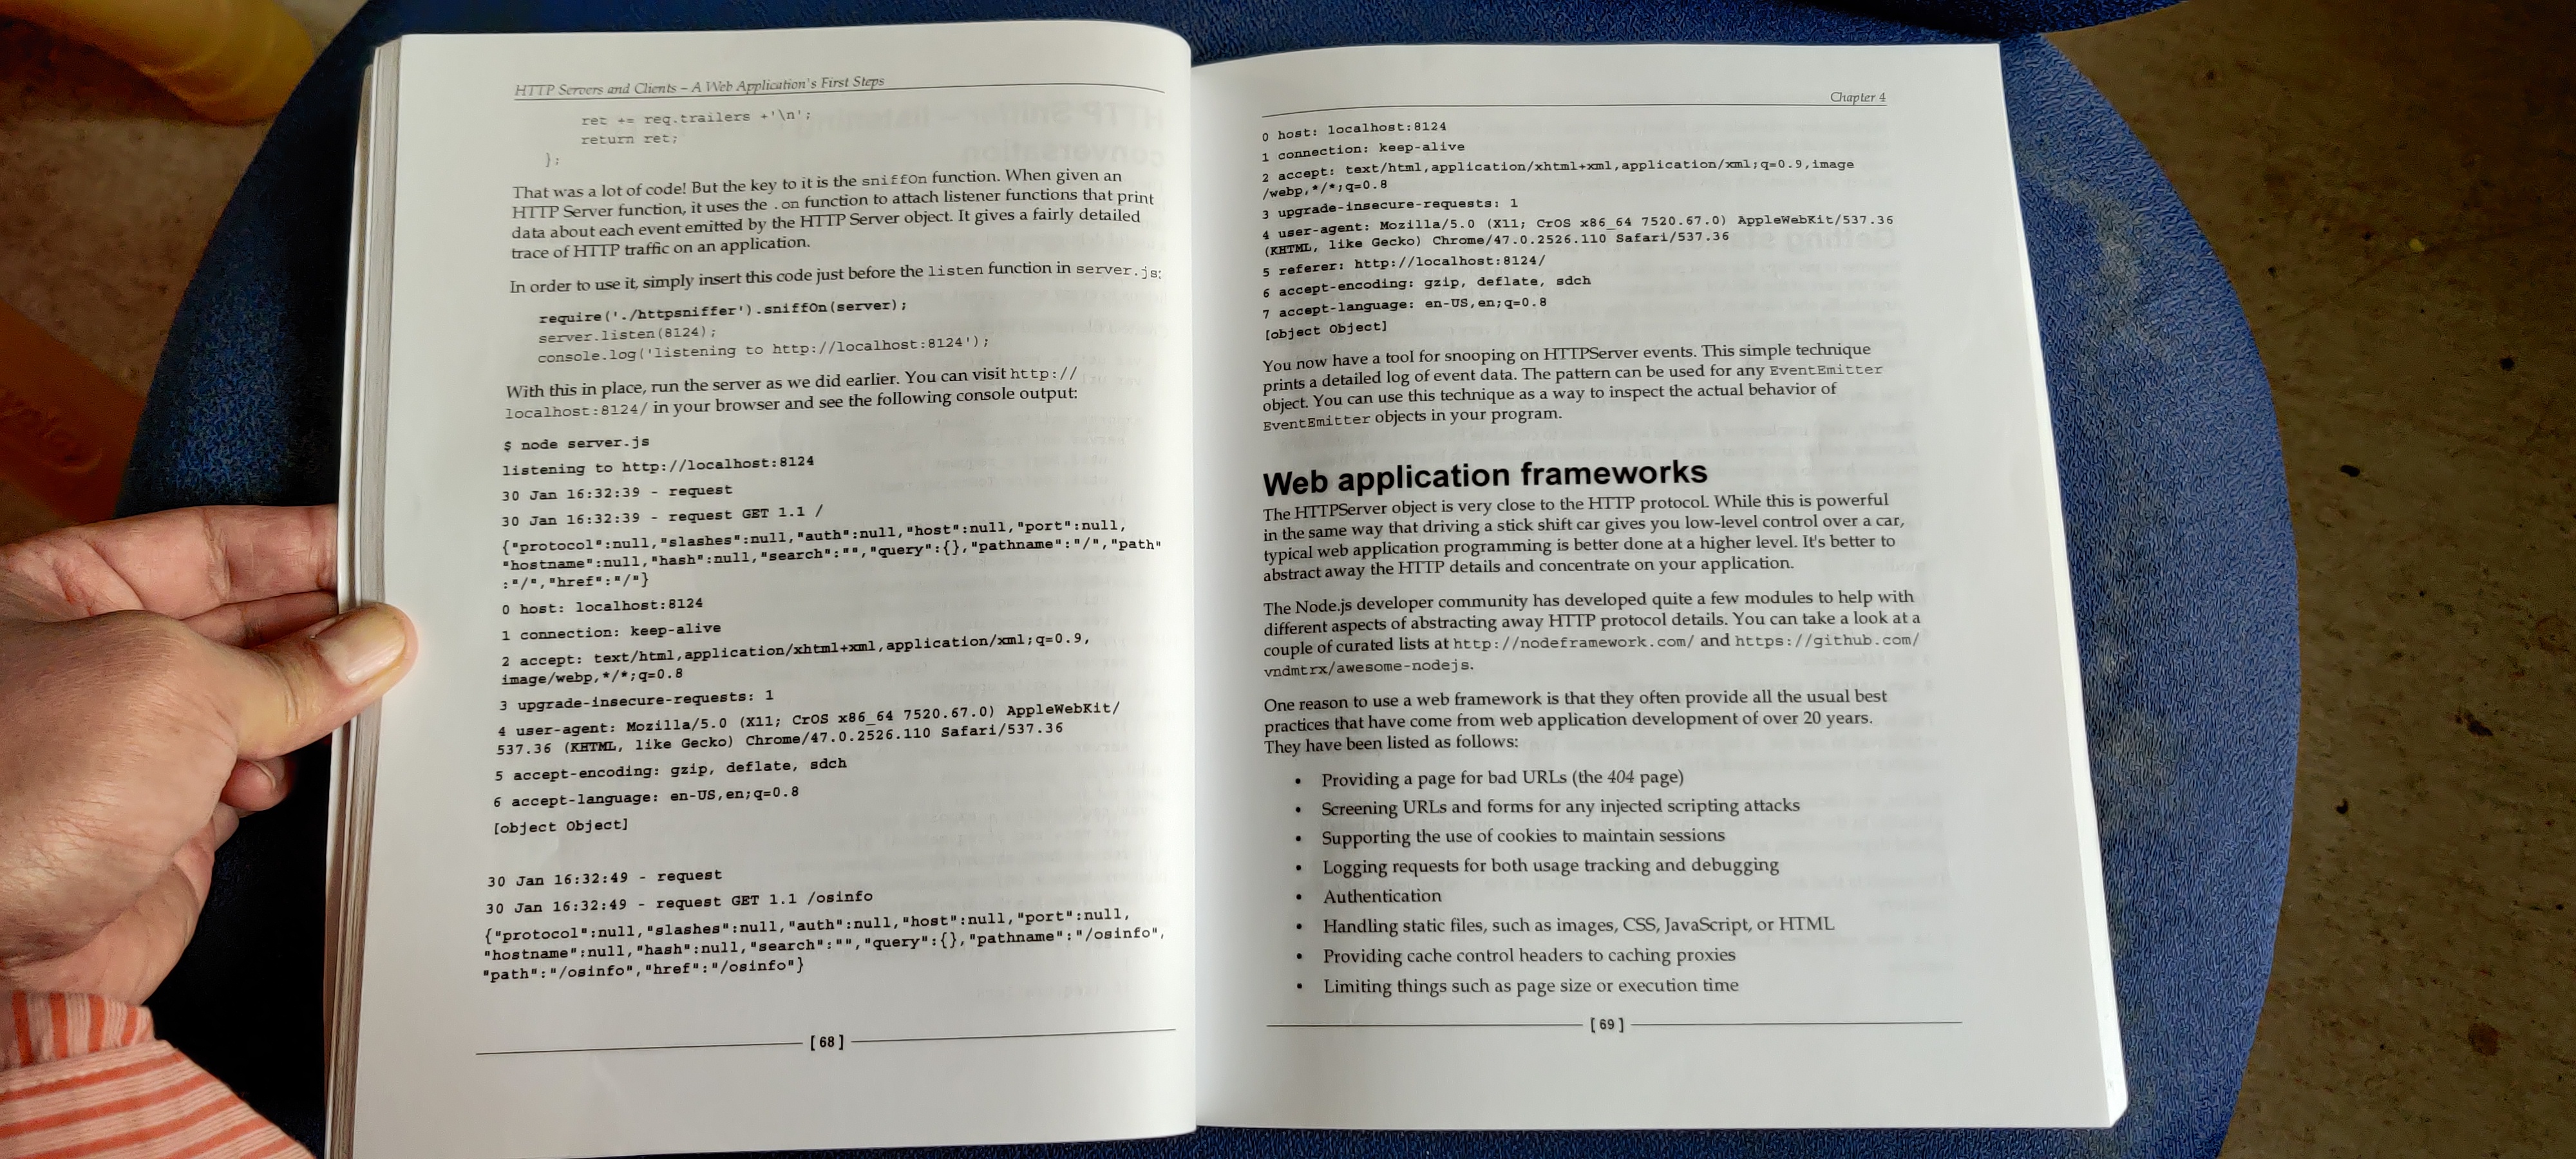 HTTP Servers and Clients – A Web Application's First Steps
ret += req.trailers +'\n';
return ret;
};
That was a lot of code! But the key to it is the sniffOn function. When given an
HTTP Server function, it uses the .on function to attach listener functions that print
data about each event emitted by the HTTP Server object. It gives a fairly detailed
trace of HTTP traffic on an application.
In order to use it, simply insert this code just before the listen function in server.js:
require('./httpsniffer').sniffOn(server);
server.listen(8124);
console.log('listening to http://localhost:8124');
With this in place, run the server as we did earlier. You can visit http://
localhost:8124/ in your browser and see the following console output:
$ node server.js
listening to http://localhost:8124
30 Jan 16:32:39 - request
30 Jan 16:32:39 - request GET 1.1 /
{"protocol":null,"slashes":null,"auth":null,"host":null,"port":null,
"hostname":null,"hash":null,"search":"","query":{},"pathname":"/","path"
:"/","href":"/"}
0 host: localhost:8124
1 connection: keep-alive
2 accept: text/html,application/xhtml+xml,application/xml;q=0.9,
image/webp,*/*;q=0.8
3 upgrade-insecure-requests: 1
4 user-agent: Mozilla/5.0 (X11; CrOS x86_64 7520.67.0) AppleWebKit/
537.36 (KHTML, like Gecko) Chrome/47.0.2526.110 Safari/537.36
5 accept-encoding: gzip, deflate, sdch
6 accept-language: en-US,en;q=0.8
[object Object]
30 Jan 16:32:49 - request
30 Jan 16:32:49 - request GET 1.1 /osinfo
{"protocol":null,"slashes":null,"auth":null,"host":null,"port":null,
"hostname":null,"hash":null,"search":"","query":{},"pathname":"/osinfo",
"path":"/osinfo","href":"/osinfo"}
[ 68 ]
Chapter 4
0 host: localhost:8124
1 connection: keep-alive
2 accept: text/html,application/xhtml+xml,application/xml;q=0.9,image
/webp,*/*;q=0.8
3 upgrade-insecure-requests: 1
4 user-agent: Mozilla/5.0 (X11; CrOS x86_64 7520.67.0) AppleWebKit/537.36
(KHTML, like Gecko) Chrome/47.0.2526.110 Safari/537.36
5 referer: http://localhost:8124/
6 accept-encoding: gzip, deflate, sdch
7 accept-language: en-US,en;q=0.8
[object Object]
You now have a tool for snooping on HTTPServer events. This simple technique
prints a detailed log of event data. The pattern can be used for any EventEmitter
object. You can use this technique as a way to inspect the actual behavior of
EventEmitter objects in your program.
Web application frameworks
The HTTPServer object is very close to the HTTP protocol. While this is powerful
in the same way that driving a stick shift car gives you low-level control over a car,
typical web application programming is better done at a higher level. It's better to
abstract away the HTTP details and concentrate on your application.
The Node.js developer community has developed quite a few modules to help with
different aspects of abstracting away HTTP protocol details. You can take a look at a
couple of curated lists at http://nodeframework.com/ and https://github.com/
vndmtrx/awesome-nodejs.
One reason to use a web framework is that they often provide all the usual best
practices that have come from web application development of over 20 years.
They have been listed as follows:
• Providing a page for bad URLs (the 404 page)
• Screening URLs and forms for any injected scripting attacks
• Supporting the use of cookies to maintain sessions
• Logging requests for both usage tracking and debugging
• Authentication
• Handling static files, such as images, CSS, JavaScript, or HTML
• Providing cache control headers to caching proxies
• Limiting things such as page size or execution time
[ 69 ]